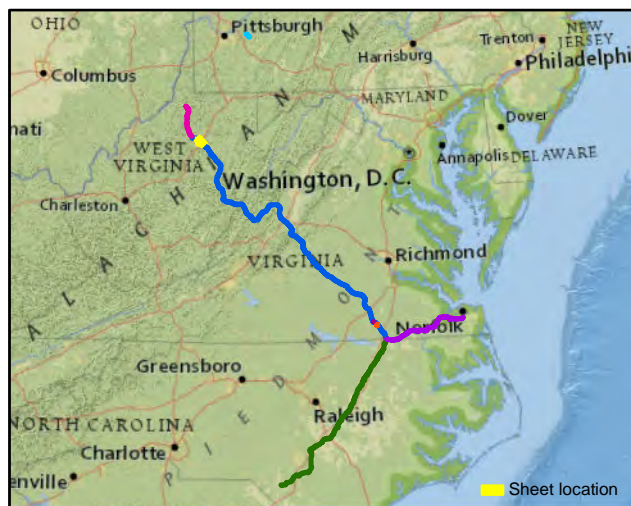 OHIO
Pittsburgh
M
Harrisburg
Trenton
NEW
JERSEY
Philadelphi
Columbus
MARYLAND
Dover
nati
N
A
WEST
VIRGINIA
I
Annapolis
DELAWARE
Washington, D.C.
H
Charleston
C
A
T
L
N
Richmond
A
VIRGINIA
O
M
Norfolk
Greensboro
D
E
Raleigh
I
NORTH CAROLINA
P
Charlotte
enville
Sheet location